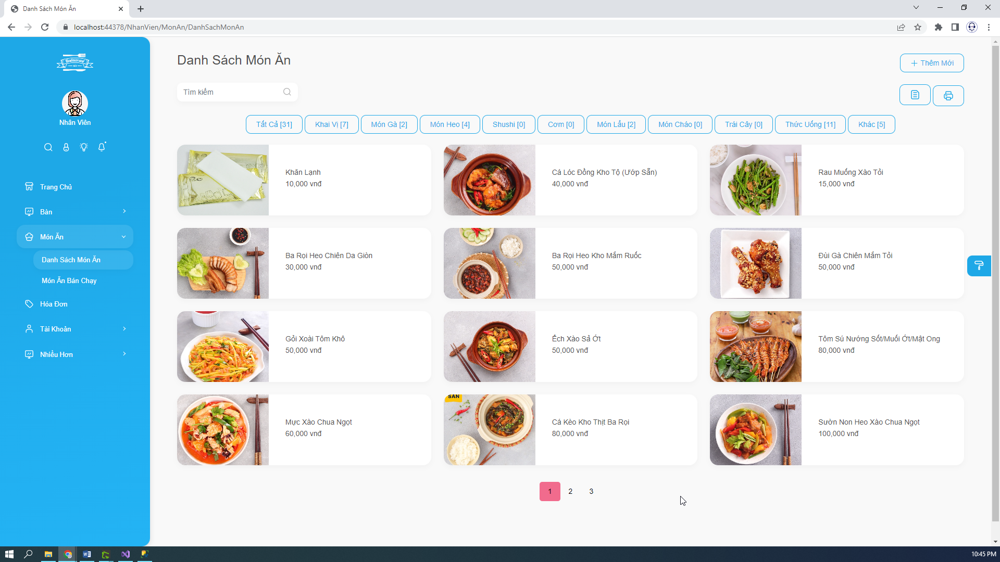 Danh Sách Món Ăn
localhost:44378/NhanVien/MonAn/DanhSachMonAn
Restaurant
Nhân Viên
Trang Chủ
Bàn
Món Ăn
Danh Sách Món Ăn
Món Ăn Bán Chạy
Hóa Đơn
Tài Khoản
Nhiều Hơn
Danh Sách Món Ăn
Thêm Mới
Tìm kiếm
Tất Cả [31]
Khai Vị [7]
Món Gà [2]
Món Heo [4]
Shushi [0]
Cơm [0]
Món Lẩu [2]
Món Cháo [0]
Trái Cây [0]
Thức Uống [11]
Khác [5]
Khăn Lạnh
10,000 vnđ
Cá Lóc Đồng Kho Tộ (Ướp Sẵn)
40,000 vnđ
Rau Muống Xào Tỏi
15,000 vnđ
Ba Rọi Heo Chiên Da Giòn
30,000 vnđ
Ba Rọi Heo Kho Mắm Ruốc
50,000 vnđ
Đùi Gà Chiên Mắm Tỏi
50,000 vnđ
Gỏi Xoài Tôm Khô
50,000 vnđ
Ếch Xào Sả Ớt
50,000 vnđ
Tôm Sú Nướng Sốt/Muối Ớt/Mật Ong
80,000 vnđ
Mực Xào Chua Ngọt
60,000 vnđ
SAN
Cá Kèo Kho Thịt Ba Rọi
80,000 vnđ
Sườn Non Heo Xào Chua Ngọt
100,000 vnđ
1 2 3
10:45 PM